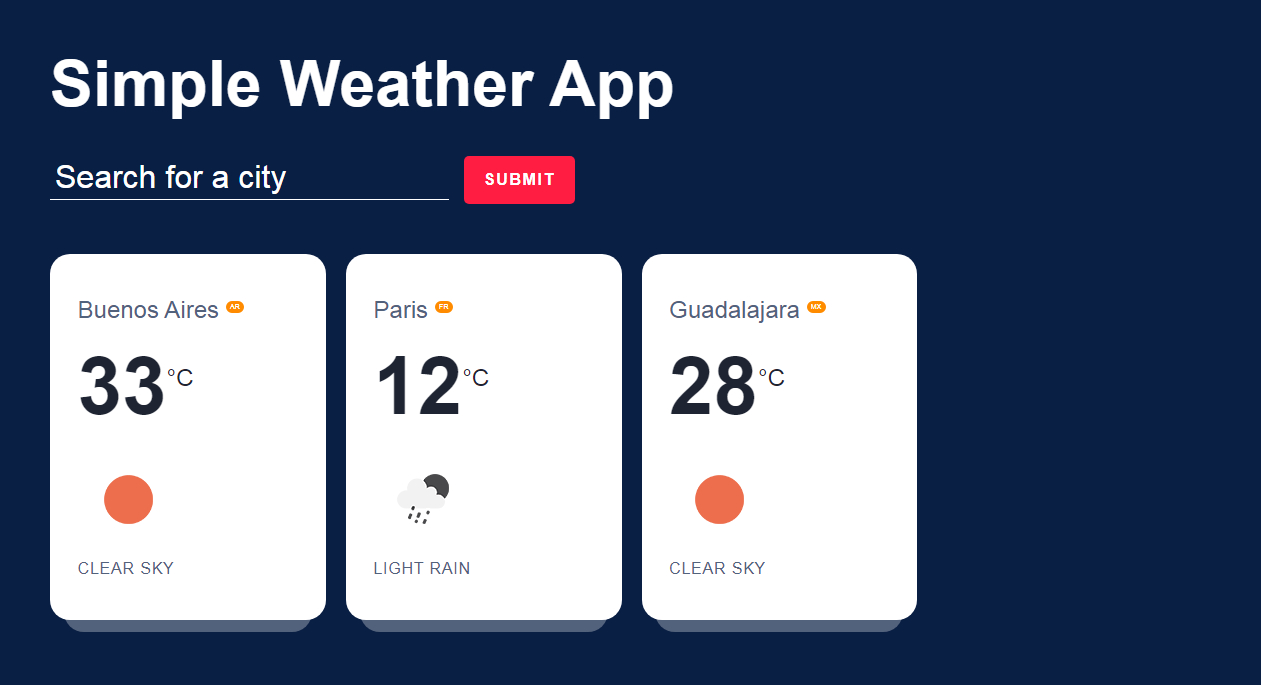 Simple Weather App
Search for a city
SUBMIT
Buenos Aires AR
33°C
CLEAR SKY
Paris FR
12°C
LIGHT RAIN
Guadalajara MX
28°C
CLEAR SKY